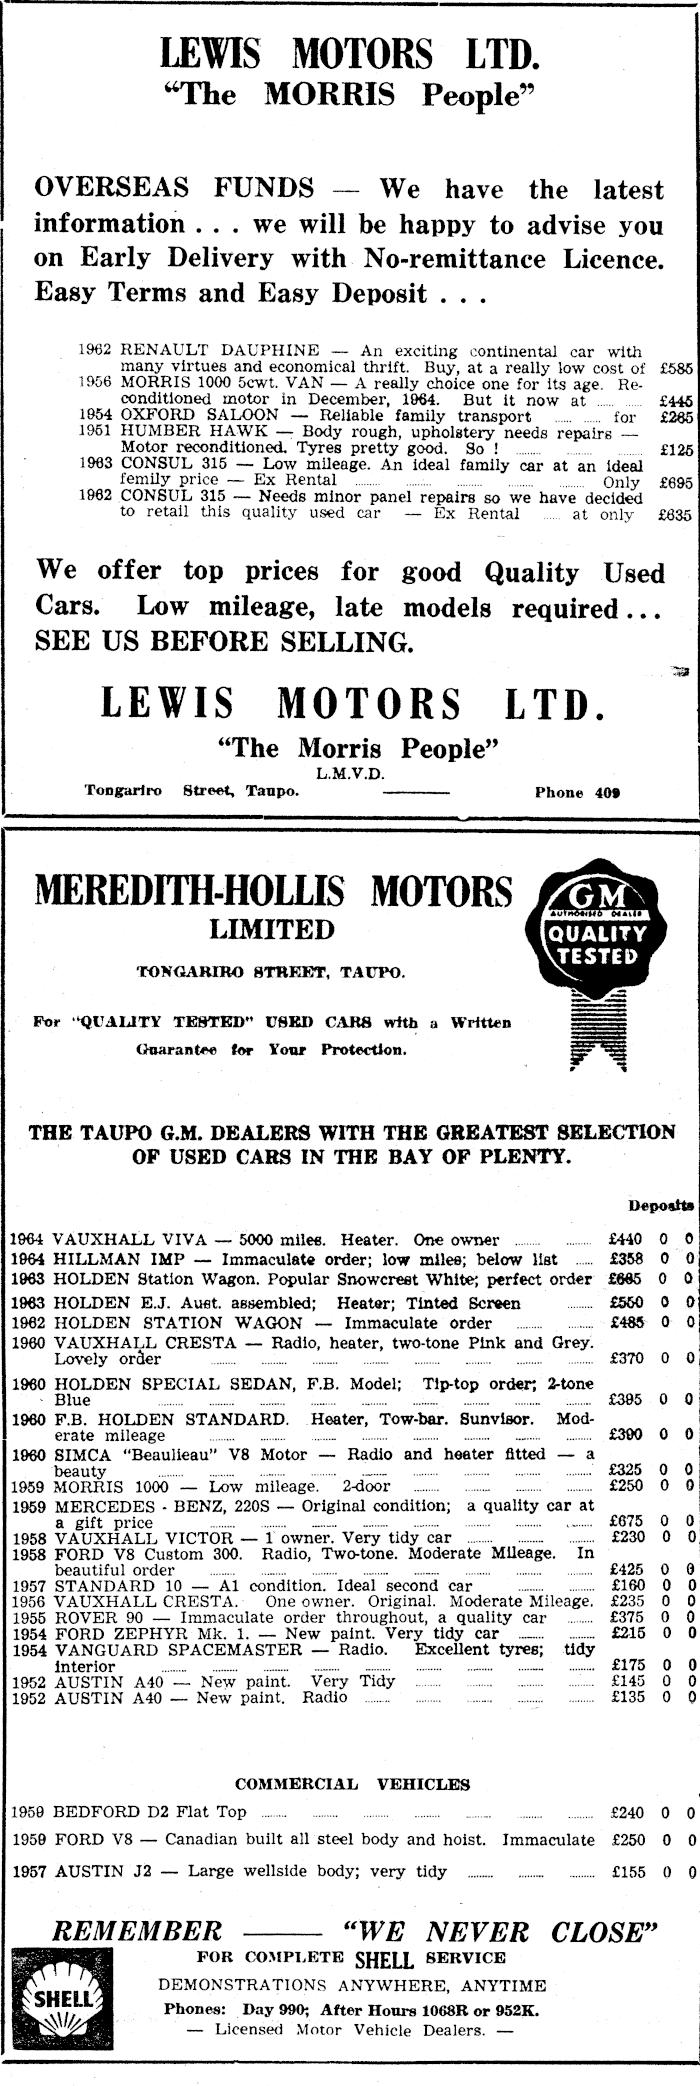 LEWIS MOTORS LTD.
"The MORRIS People"
OVERSEAS FUNDS — We have the latest
information . . . we will be happy to advise you
on Early Delivery with No-remittance Licence.
Easy Terms and Easy Deposit . . .
1962 RENAULT DAUPHINE — An exciting continental car with
many virtues and economical thrift. Buy, at a really low cost of £585
1956 MORRIS 1000 5cwt. VAN — A really choice one for its age. Re-
conditioned motor in December, 1964. But it now at ...... ...... £445
1954 OXFORD SALOON — Reliable family transport ...... ...... for £265
1951 HUMBER HAWK — Body rough, upholstery needs repairs —
Motor reconditioned. Tyres pretty good. So ! ...... ...... ...... £125
1963 CONSUL 315 — Low mileage. An ideal family car at an ideal
femily price — Ex Rental ...... ...... ...... ...... ...... Only £695
1962 CONSUL 315 — Needs minor panel repairs so we have decided
to retail this quality used car — Ex Rental ...... at only £635
We offer top prices for good Quality Used
Cars. Low mileage, late models required . . .
SEE US BEFORE SELLING.
LEWIS MOTORS LTD.
"The Morris People"
L.M.V.D.
Tongariro Street, Taupo. Phone 409
MEREDITH-HOLLIS MOTORS
LIMITED
TONGARIRO STREET, TAUPO.
GM
AUTHORISED DEALER
QUALITY
TESTED
For "QUALITY TESTED" USED CARS with a Written
Guarantee for Your Protection.
THE TAUPO G.M. DEALERS WITH THE GREATEST SELECTION
OF USED CARS IN THE BAY OF PLENTY.
Deposits
1964 VAUXHALL VIVA — 5000 miles. Heater. One owner ...... ...... £440 0 0
1964 HILLMAN IMP — Immaculate order; low miles; below list ...... £358 0 0
1963 HOLDEN Station Wagon. Popular Snowcrest White; perfect order £685 0 0
1963 HOLDEN E.J. Aust. assembled; Heater; Tinted Screen ...... £550 0 0
1962 HOLDEN STATION WAGON — Immaculate order ...... ...... £485 0 0
1960 VAUXHALL CRESTA — Radio, heater, two-tone Pink and Grey.
Lovely order ...... ...... ...... ...... ...... ...... ...... ...... £370 0 0
1960 HOLDEN SPECIAL SEDAN, F.B. Model; Tip-top order; 2-tone
Blue ...... ...... ...... ...... ...... ...... ...... ...... ...... £395 0 0
1960 F.B. HOLDEN STANDARD. Heater, Tow-bar. Sunvisor. Mod-
erate mileage ...... ...... ...... ...... ...... ...... ...... ...... £390 0 0
1960 SIMCA "Beaulieau" V8 Motor — Radio and heater fitted — a
beauty ...... ...... ...... ...... ...... ...... ...... ...... ...... £325 0 0
1959 MORRIS 1000 — Low mileage. 2-door ...... ...... ...... ...... £250 0 0
1959 MERCEDES - BENZ, 220S — Original condition; a quality car at
a gift price ...... ...... ...... ...... ...... ...... ...... ...... £675 0 0
1958 VAUXHALL VICTOR — 1 owner. Very tidy car ...... ...... ...... £230 0 0
1958 FORD V8 Custom 300. Radio, Two-tone. Moderate Mileage. In
beautiful order ...... ...... ...... ...... ...... ...... ...... ...... £425 0 0
1957 STANDARD 10 — A1 condition. Ideal second car ...... ...... £160 0 0
1956 VAUXHALL CRESTA. One owner. Original. Moderate Mileage. £235 0 0
1955 ROVER 90 — Immaculate order throughout, a quality car ...... £375 0 0
1954 FORD ZEPHYR Mk. 1. — New paint. Very tidy car ...... ...... £215 0 0
1954 VANGUARD SPACEMASTER — Radio. Excellent tyres; tidy
interior ...... ...... ...... ...... ...... ...... ...... ...... ...... £175 0 0
1952 AUSTIN A40 — New paint. Very Tidy ...... ...... ...... ...... £145 0 0
1952 AUSTIN A40 — New paint. Radio ...... ...... ...... ...... ...... £135 0 0
COMMERCIAL VEHICLES
1959 BEDFORD D2 Flat Top ...... ...... ...... ...... ...... ...... ...... £240 0 0
1959 FORD V8 — Canadian built all steel body and hoist. Immaculate £250 0 0
1957 AUSTIN J2 — Large wellside body; very tidy ...... ...... ...... £155 0 0
REMEMBER —— "WE NEVER CLOSE"
FOR COMPLETE SHELL SERVICE
DEMONSTRATIONS ANYWHERE, ANYTIME
SHELL
Phones: Day 990; After Hours 1068R or 952K.
— Licensed Motor Vehicle Dealers. —